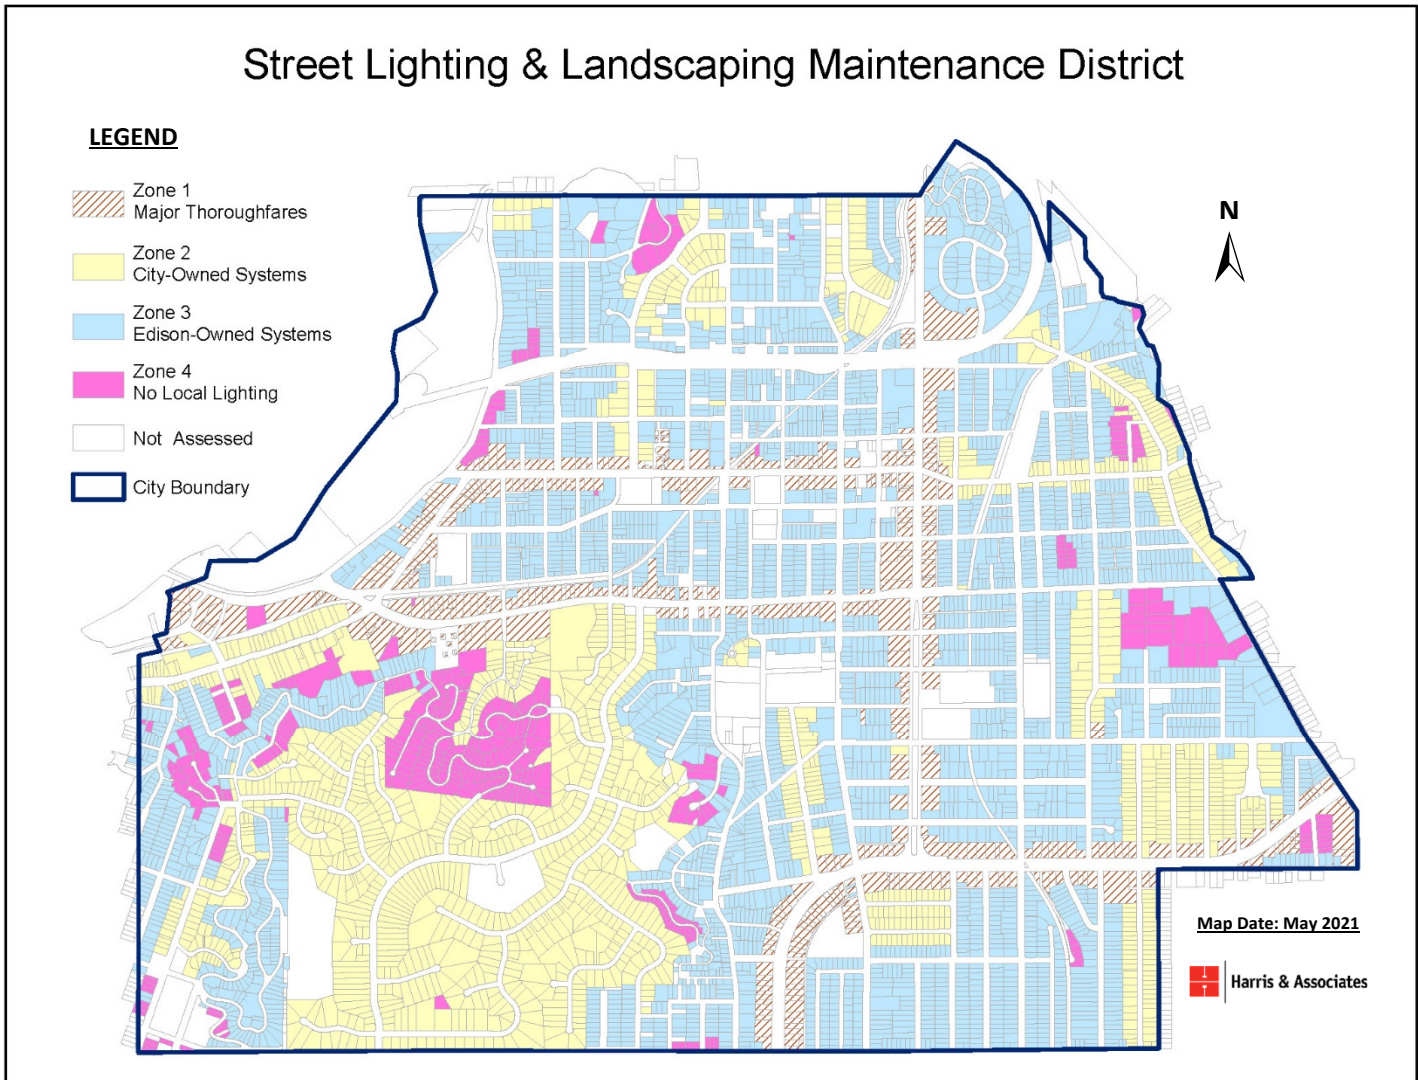 Street Lighting & Landscaping Maintenance District
LEGEND
Zone 1
Major Thoroughfares
Zone 2
City-Owned Systems
Zone 3
Edison-Owned Systems
Zone 4
No Local Lighting
Not Assessed
City Boundary
N
Map Date: May 2021
Harris & Associates